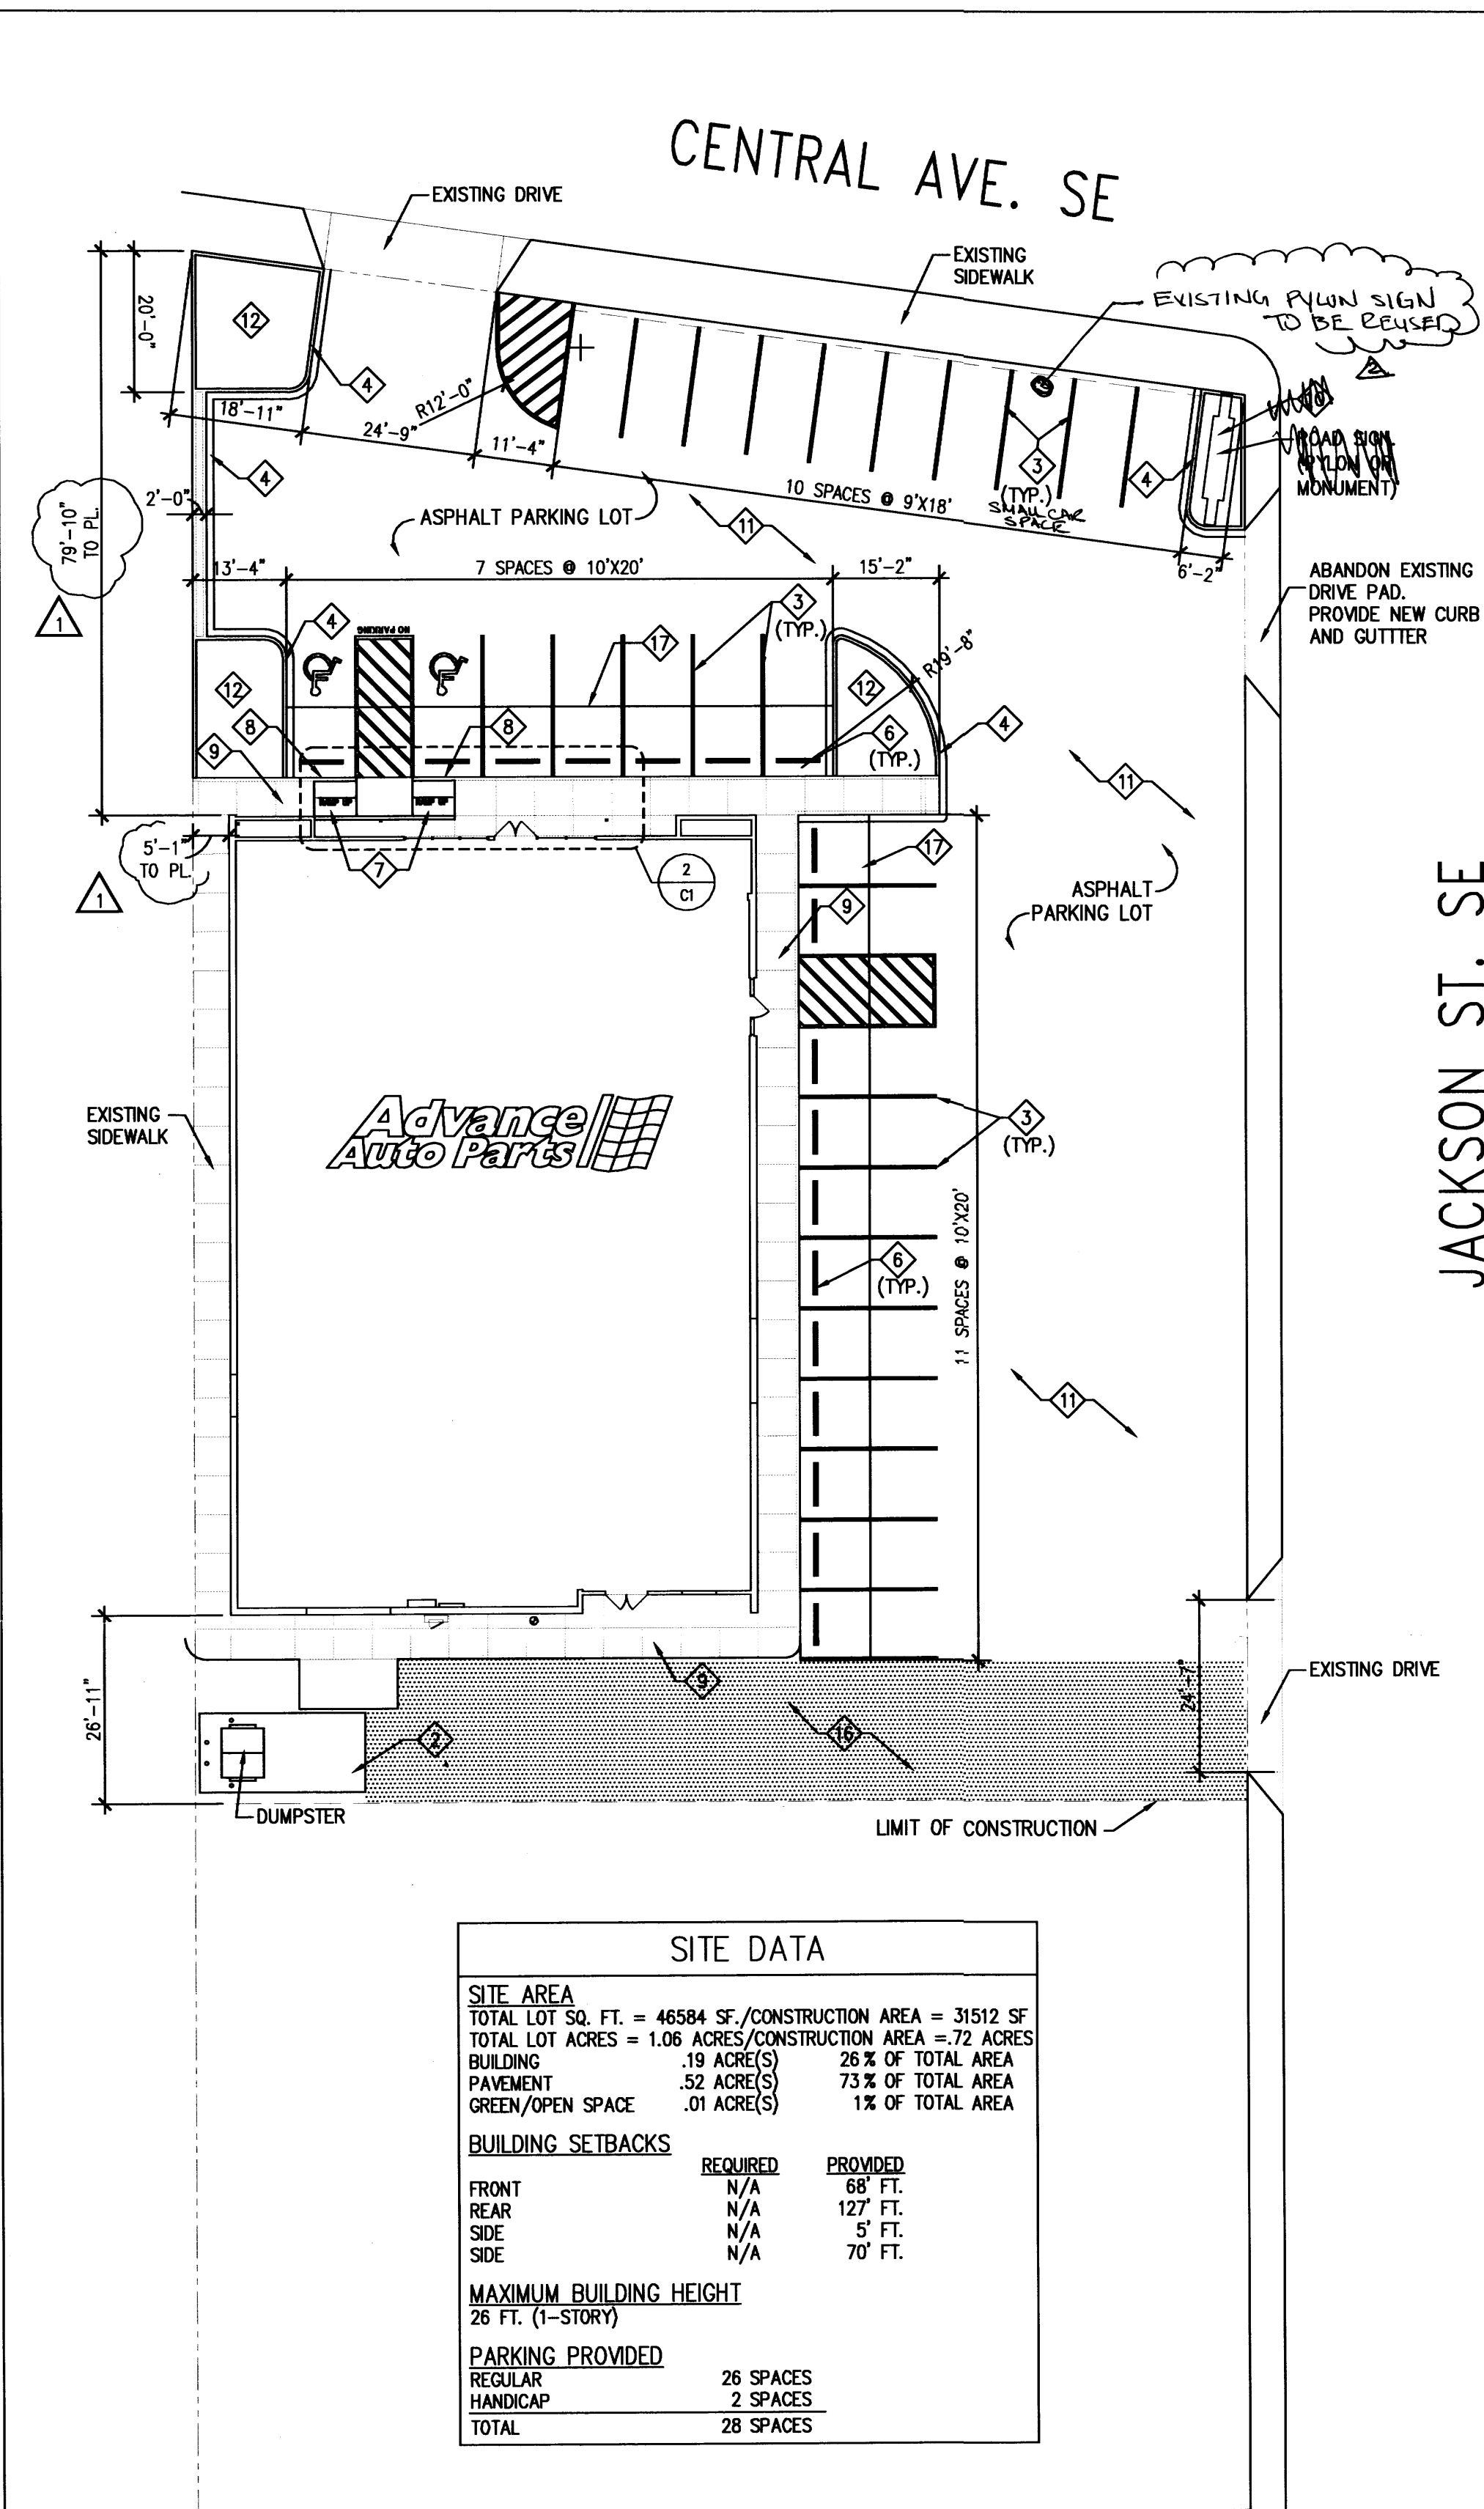 CENTRAL AVE. SE
EXISTING DRIVE
EXISTING
SIDEWALK
EXISTING PYLON SIGN
TO BE REUSED
2
20'-0"
12
4
18'-11"
24'-9"
R12'-0"
11'-4"
10 SPACES @ 9'X18'
3
(TYP.)
SMALL CAR
SPACE
4
ROAD SIGN
(PYLON OR
MONUMENT)
6'-2"
4
2'-0"
79'-10"
TO PL.
1
ASPHALT PARKING LOT
11
13'-4"
7 SPACES @ 10'X20'
15'-2"
ABANDON EXISTING
DRIVE PAD.
PROVIDE NEW CURB
AND GUTTTER
4
NO PARKING
17
3
(TYP.)
R19'-8"
12
12
8
8
9
6
(TYP.)
4
11
RAMP UP
RAMP UP
5'-1"
TO PL.
1
7
2
C1
17
9
ASPHALT
PARKING LOT
JACKSON ST. SE
EXISTING
SIDEWALK
Advance
Auto Parts
3
(TYP.)
11 SPACES @ 10'X20'
6
(TYP.)
11
26'-11"
9
24'-7"
EXISTING DRIVE
2
16
DUMPSTER
LIMIT OF CONSTRUCTION
SITE DATA
SITE AREA
TOTAL LOT SQ. FT. = 46584 SF./CONSTRUCTION AREA = 31512 SF
TOTAL LOT ACRES = 1.06 ACRES/CONSTRUCTION AREA =.72 ACRES
BUILDING .19 ACRE(S) 26% OF TOTAL AREA
PAVEMENT .52 ACRE(S) 73% OF TOTAL AREA
GREEN/OPEN SPACE .01 ACRE(S) 1% OF TOTAL AREA
BUILDING SETBACKS
REQUIRED PROVIDED
FRONT N/A 68' FT.
REAR N/A 127' FT.
SIDE N/A 5' FT.
SIDE N/A 70' FT.
MAXIMUM BUILDING HEIGHT
26 FT. (1-STORY)
PARKING PROVIDED
REGULAR 26 SPACES
HANDICAP 2 SPACES
TOTAL 28 SPACES